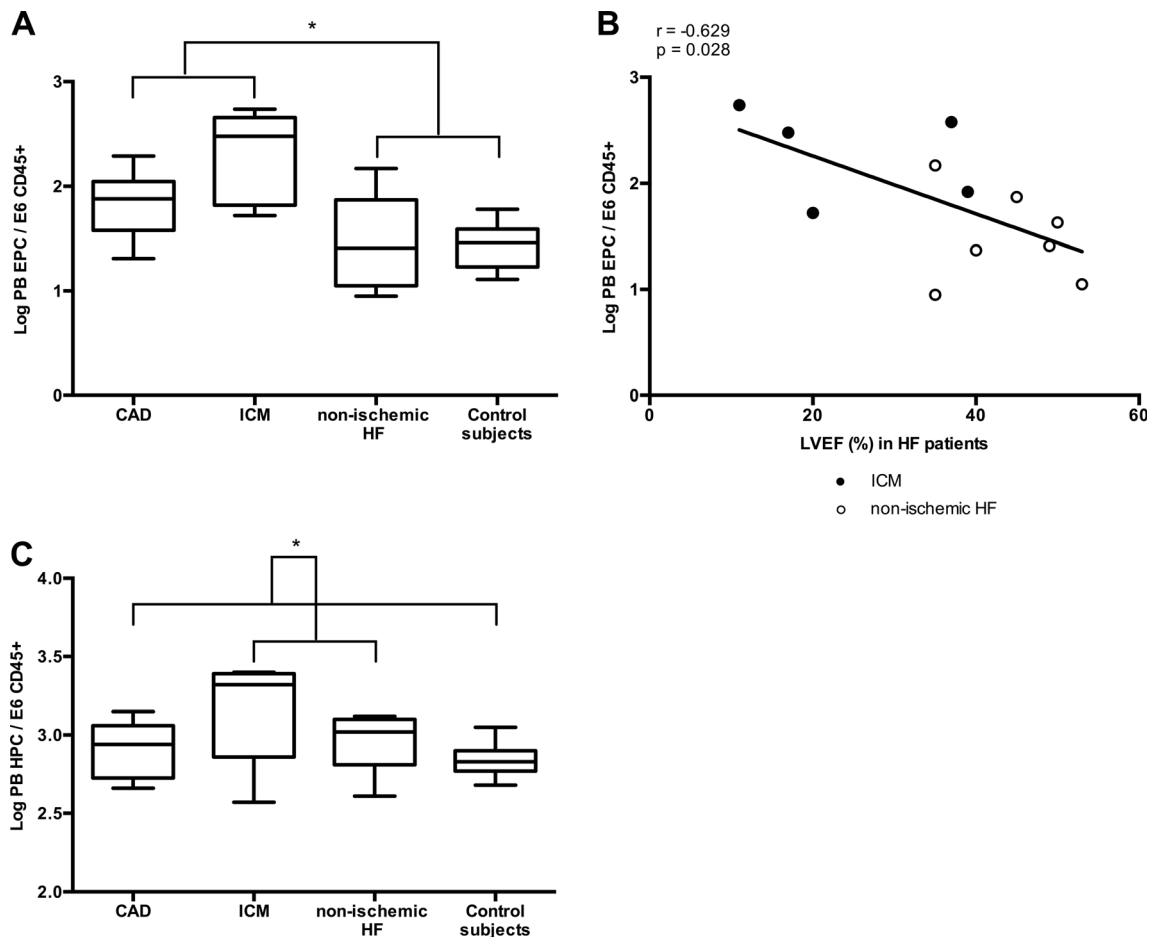 A
*
Log PB EPC / E6 CD45+
3
2
1
0
CAD
ICM
non-ischemic
HF
Control
subjects
B
r = -0.629
p = 0.028
Log PB EPC / E6 CD45+
3
2
1
0
0
20
40
60
LVEF (%) in HF patients
ICM
non-ischemic HF
C
*
Log PB HPC / E6 CD45+
4.0
3.5
3.0
2.5
2.0
CAD
ICM
non-ischemic
HF
Control
subjects